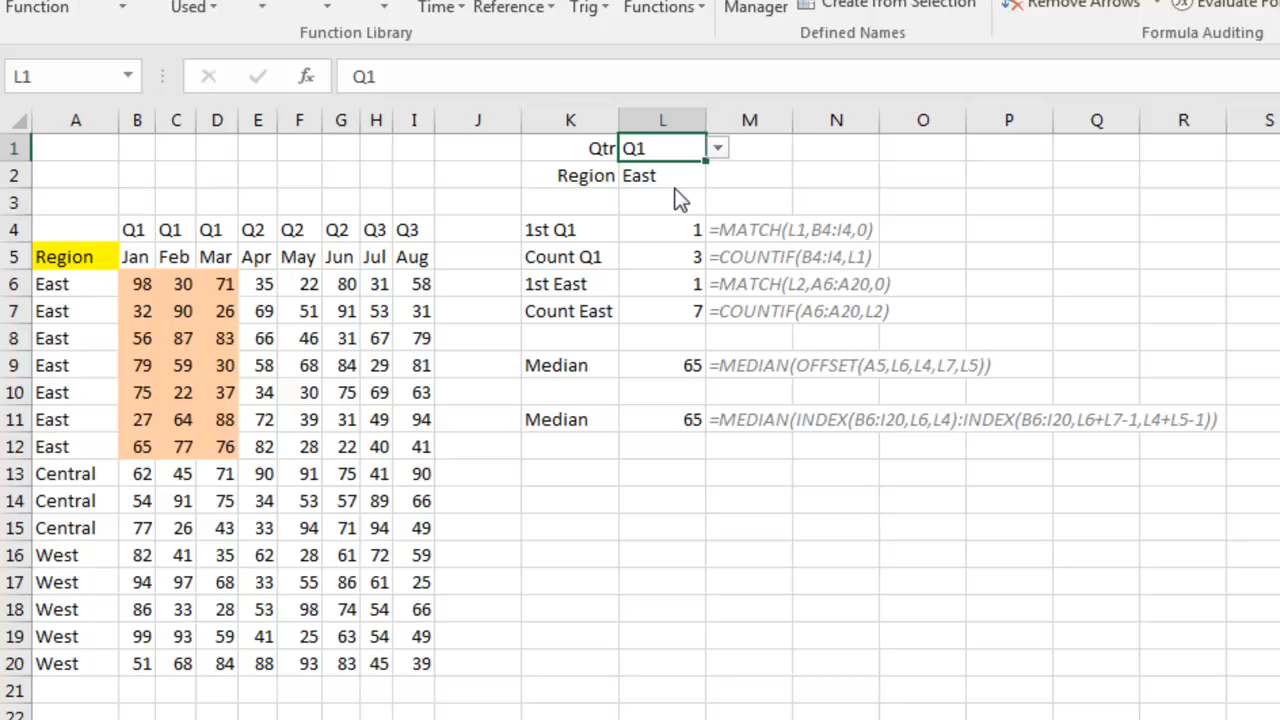 Function Used Time Reference Trig Functions Manager Create from Selection Remove Arrows Evaluate Fo
Function Library Defined Names Formula Auditing
L1 fx Q1
A B C D E F G H I J K L M N O P Q R S
1 Qtr Q1
2 Region East
3
4 Q1 Q1 Q1 Q2 Q2 Q2 Q3 Q3 1st Q1 1 =MATCH(L1,B4:I4,0)
5 Region Jan Feb Mar Apr May Jun Jul Aug Count Q1 3 =COUNTIF(B4:I4,L1)
6 East 98 30 71 35 22 80 31 58 1st East 1 =MATCH(L2,A6:A20,0)
7 East 32 90 26 69 51 91 53 31 Count East 7 =COUNTIF(A6:A20,L2)
8 East 56 87 83 66 46 31 67 79
9 East 79 59 30 58 68 84 29 81 Median 65 =MEDIAN(OFFSET(A5,L6,L4,L7,L5))
10 East 75 22 37 34 30 75 69 63
11 East 27 64 88 72 39 31 49 94 Median 65 =MEDIAN(INDEX(B6:I20,L6,L4):INDEX(B6:I20,L6+L7-1,L4+L5-1))
12 East 65 77 76 82 28 22 40 41
13 Central 62 45 71 90 91 75 41 90
14 Central 54 91 75 34 53 57 89 66
15 Central 77 26 43 33 94 71 94 49
16 West 82 41 35 62 28 61 72 59
17 West 94 97 68 33 55 86 61 25
18 West 86 33 28 53 98 74 54 66
19 West 99 93 59 41 25 63 54 49
20 West 51 68 84 88 93 83 45 39
21
22